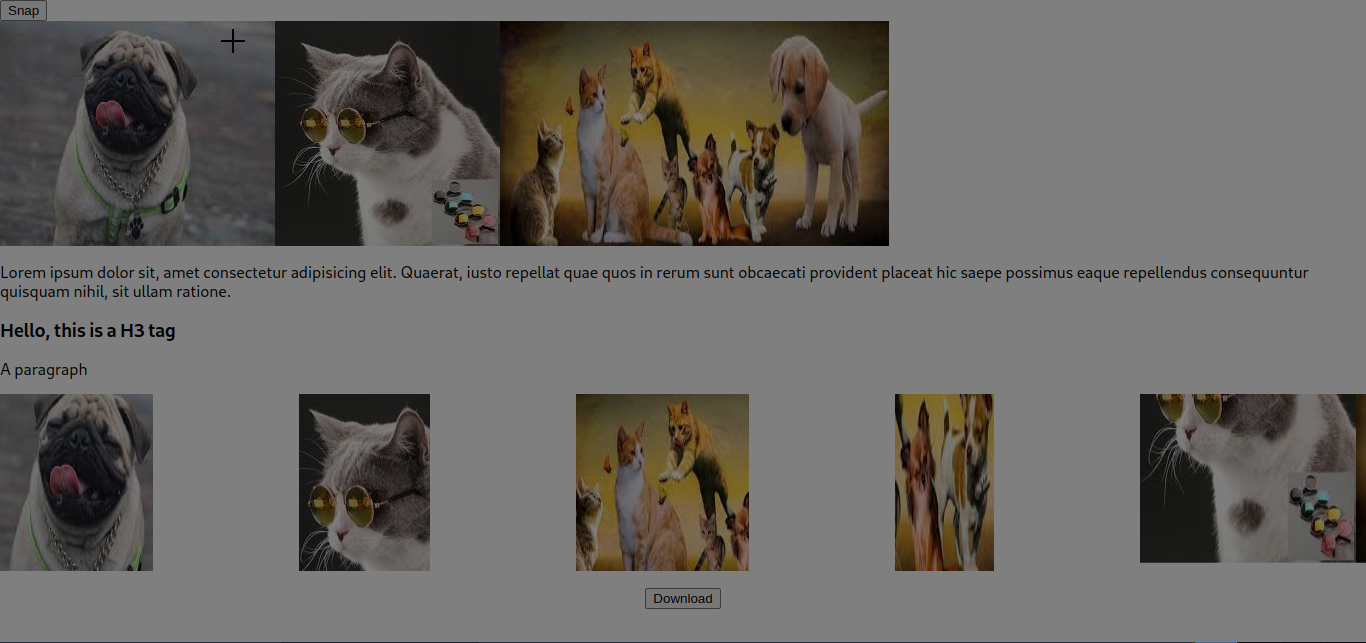 Snap
Lorem ipsum dolor sit, amet consectetur adipisicing elit. Quaerat, iusto repellat quae quos in rerum sunt obcaecati provident placeat hic saepe possimus eaque repellendus consequuntur
quisquam nihil, sit ullam ratione.
Hello, this is a H3 tag
A paragraph
Download